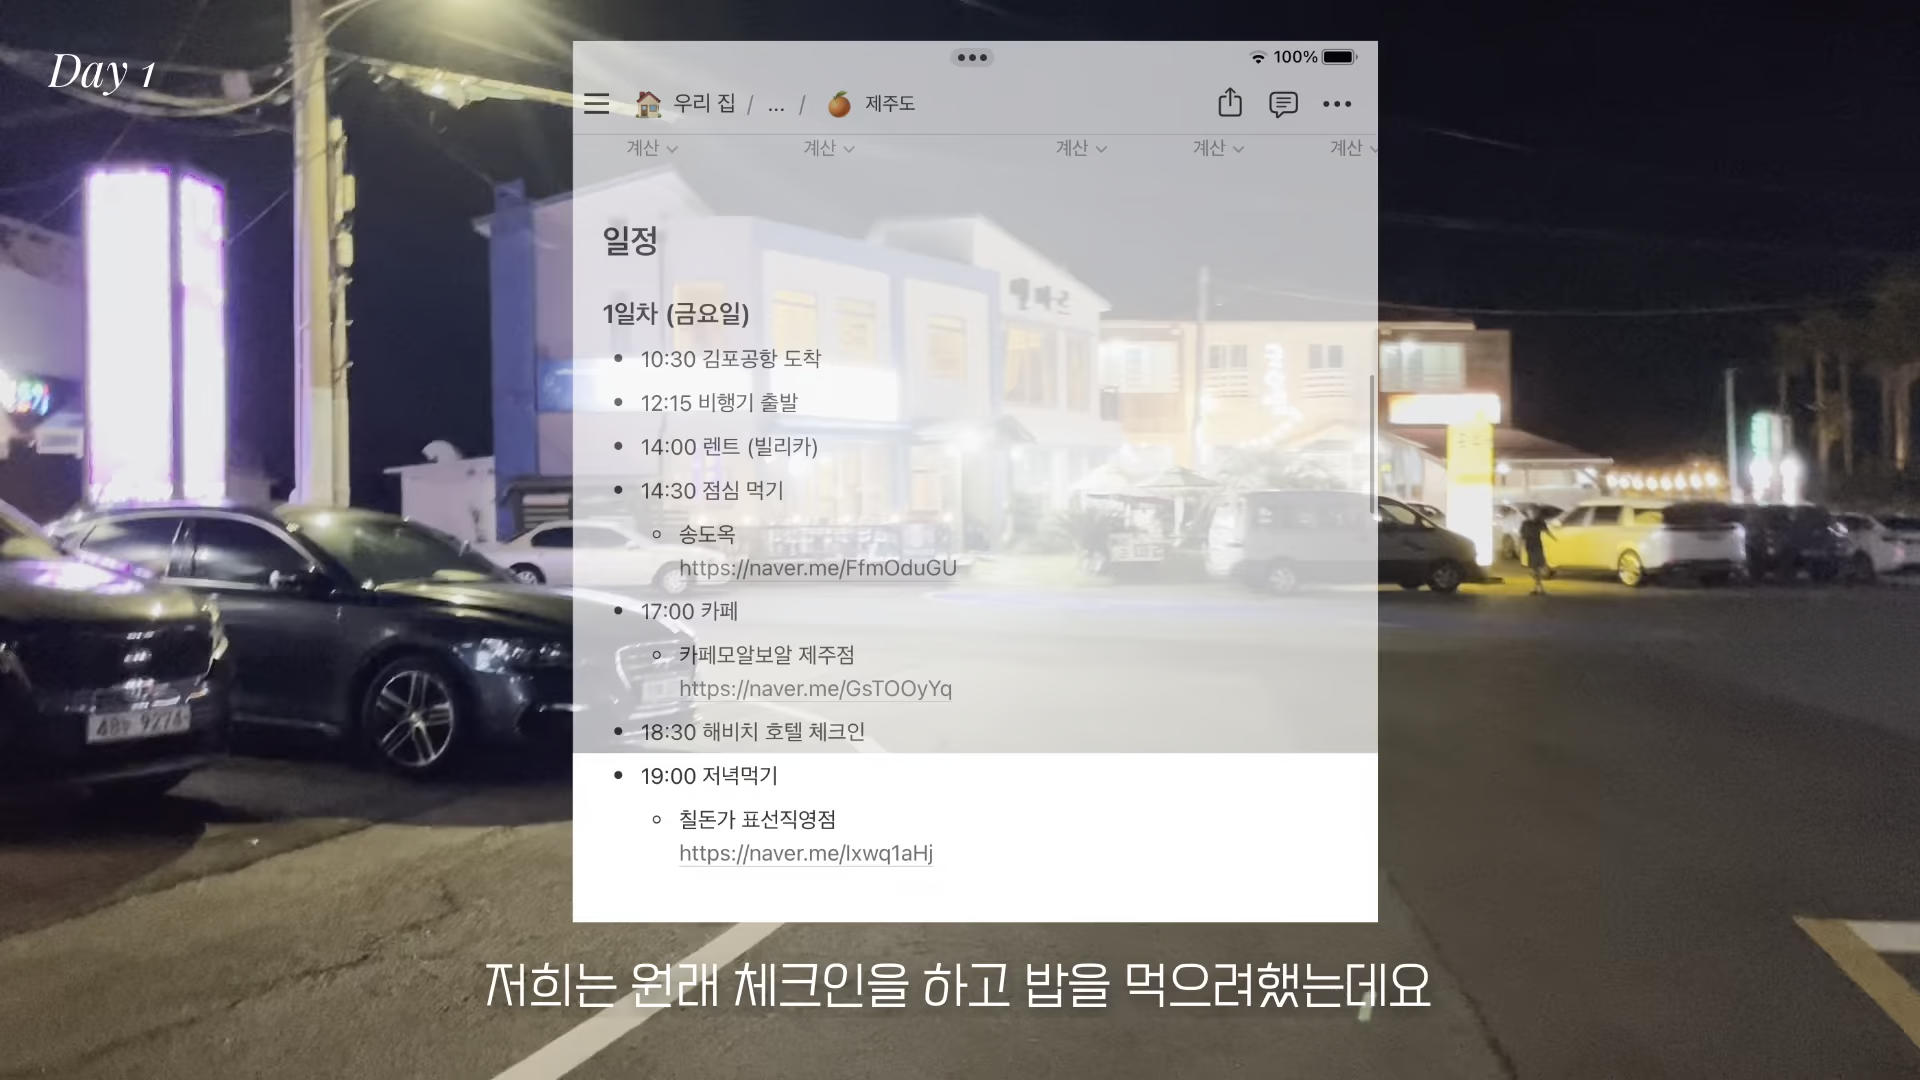 Day 1
100%
우리 집 / ... / 제주도
계산 계산 계산 계산 계산
일정
1일차 (금요일)
• 10:30 김포공항 도착
• 12:15 비행기 출발
• 14:00 렌트 (빌리카)
• 14:30 점심 먹기
◦ 송도옥
https://naver.me/FfmOduGU
• 17:00 카페
◦ 카페모알보알 제주점
https://naver.me/GsTOOyYq
• 18:30 해비치 호텔 체크인
• 19:00 저녁먹기
◦ 칠돈가 표선직영점
https://naver.me/lxwq1aHj
저희는 원래 체크인을 하고 밥을 먹으려했는데요